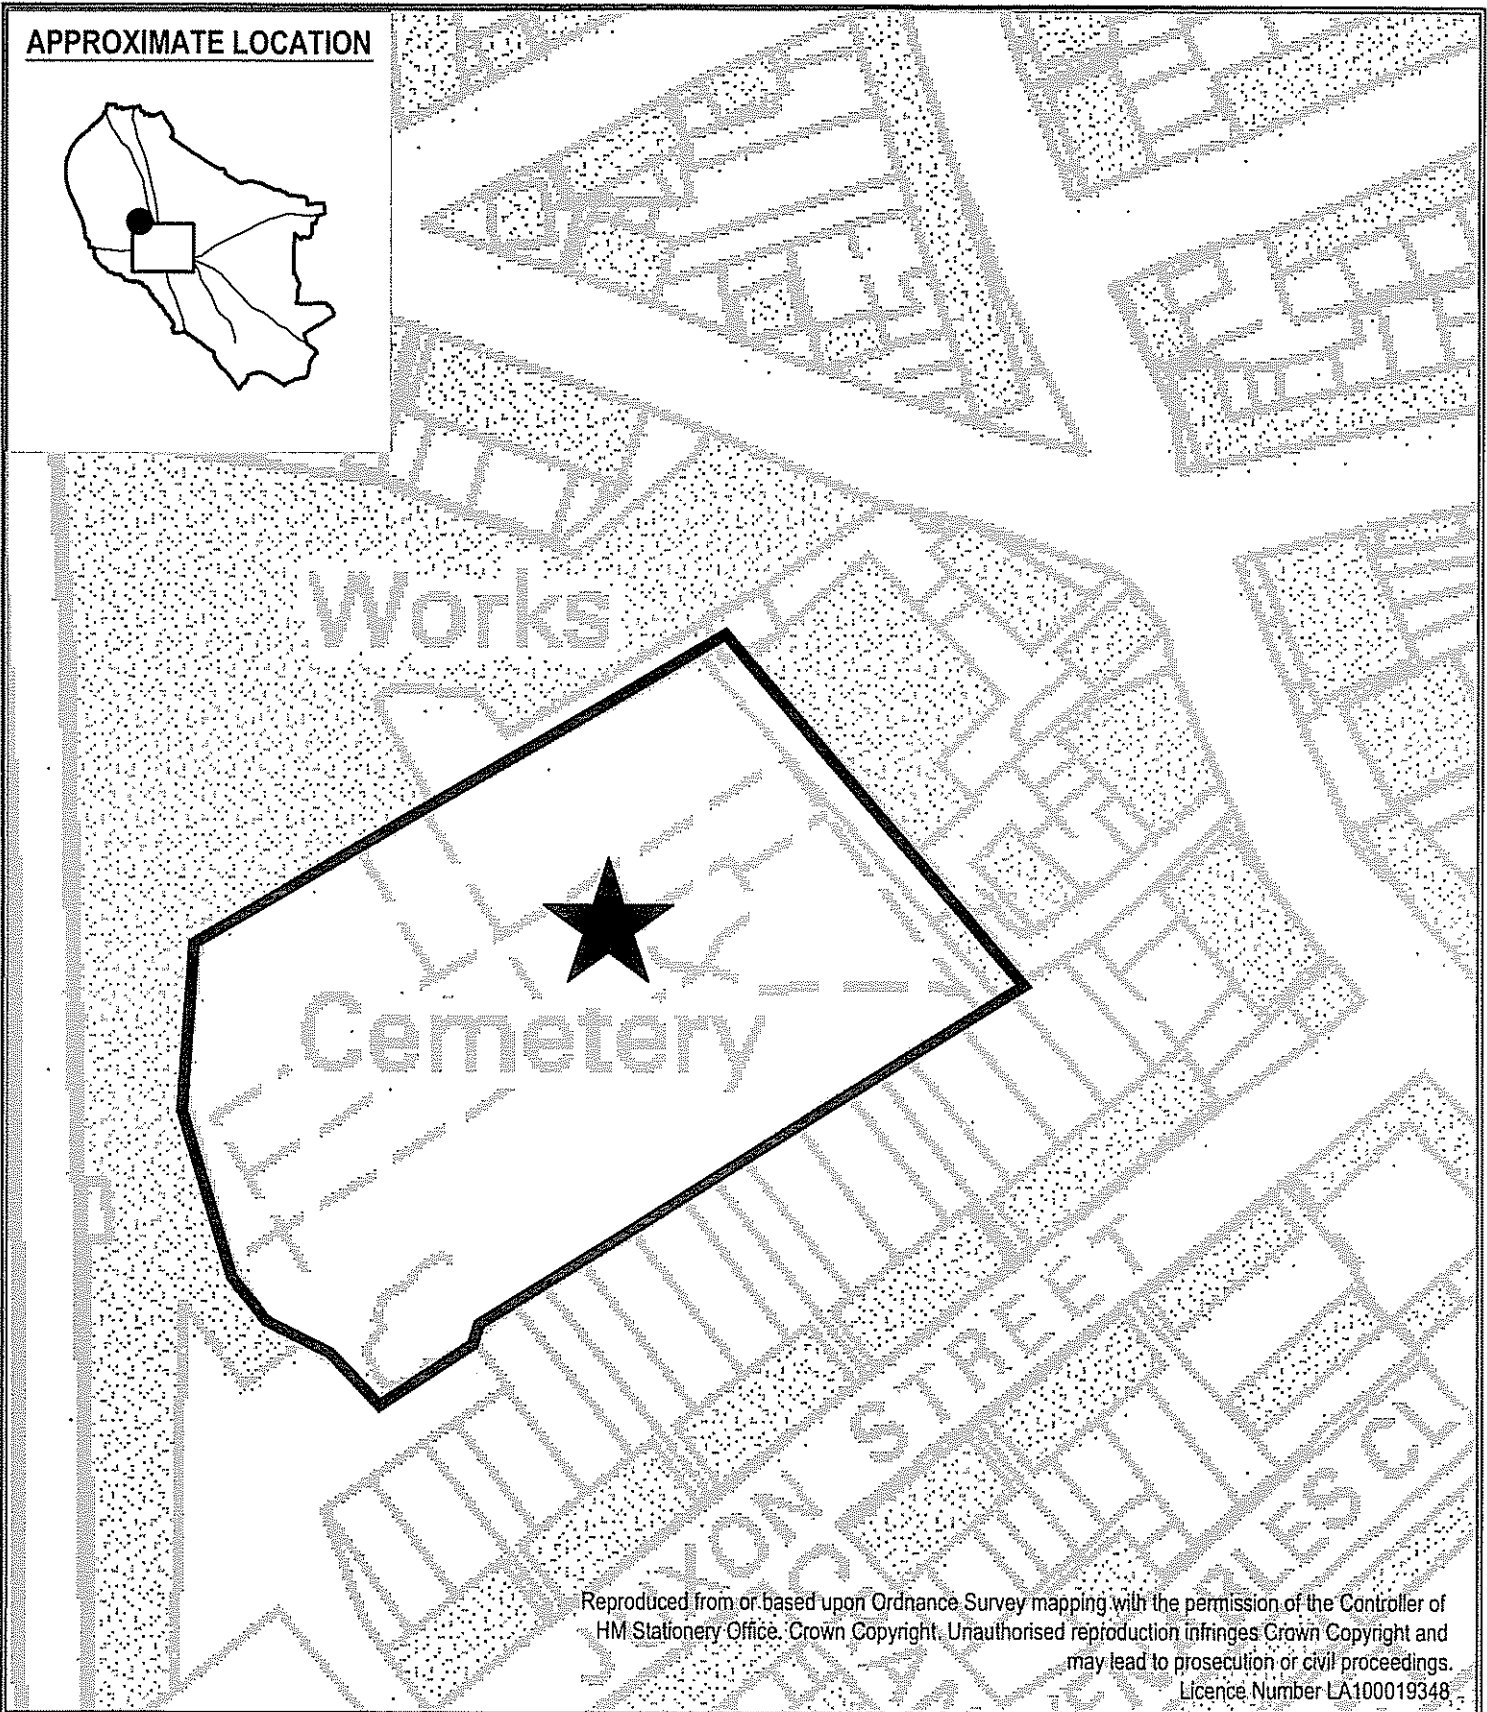 APPROXIMATE LOCATION
Works
Cemetery
STREET
Reproduced from or based upon Ordnance Survey mapping with the permission of the Controller of
HM Stationery Office. Crown Copyright. Unauthorised reproduction infringes Crown Copyright and
may lead to prosecution or civil proceedings.
Licence Number LA100019348